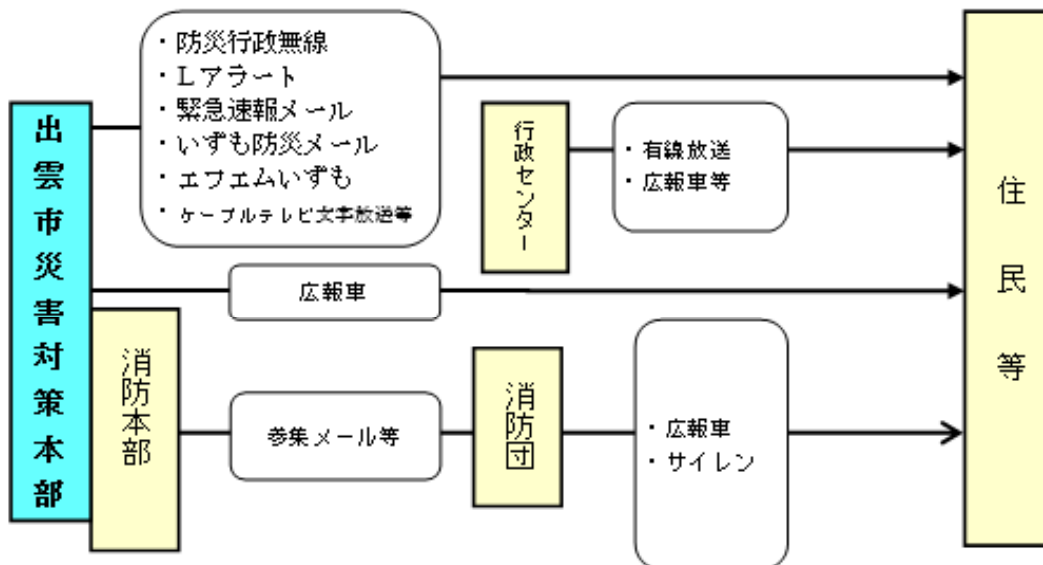 出雲市災害対策本部
・防災行政無線
・Lアラート
・緊急速報メール
・いずも防災メール
・エフエムいずも
・ケーブルテレビ文字放送等
行政センター
・有線放送
・広報車等
広報車
消防本部
参集メール等
消防団
・広報車
・サイレン
住民等